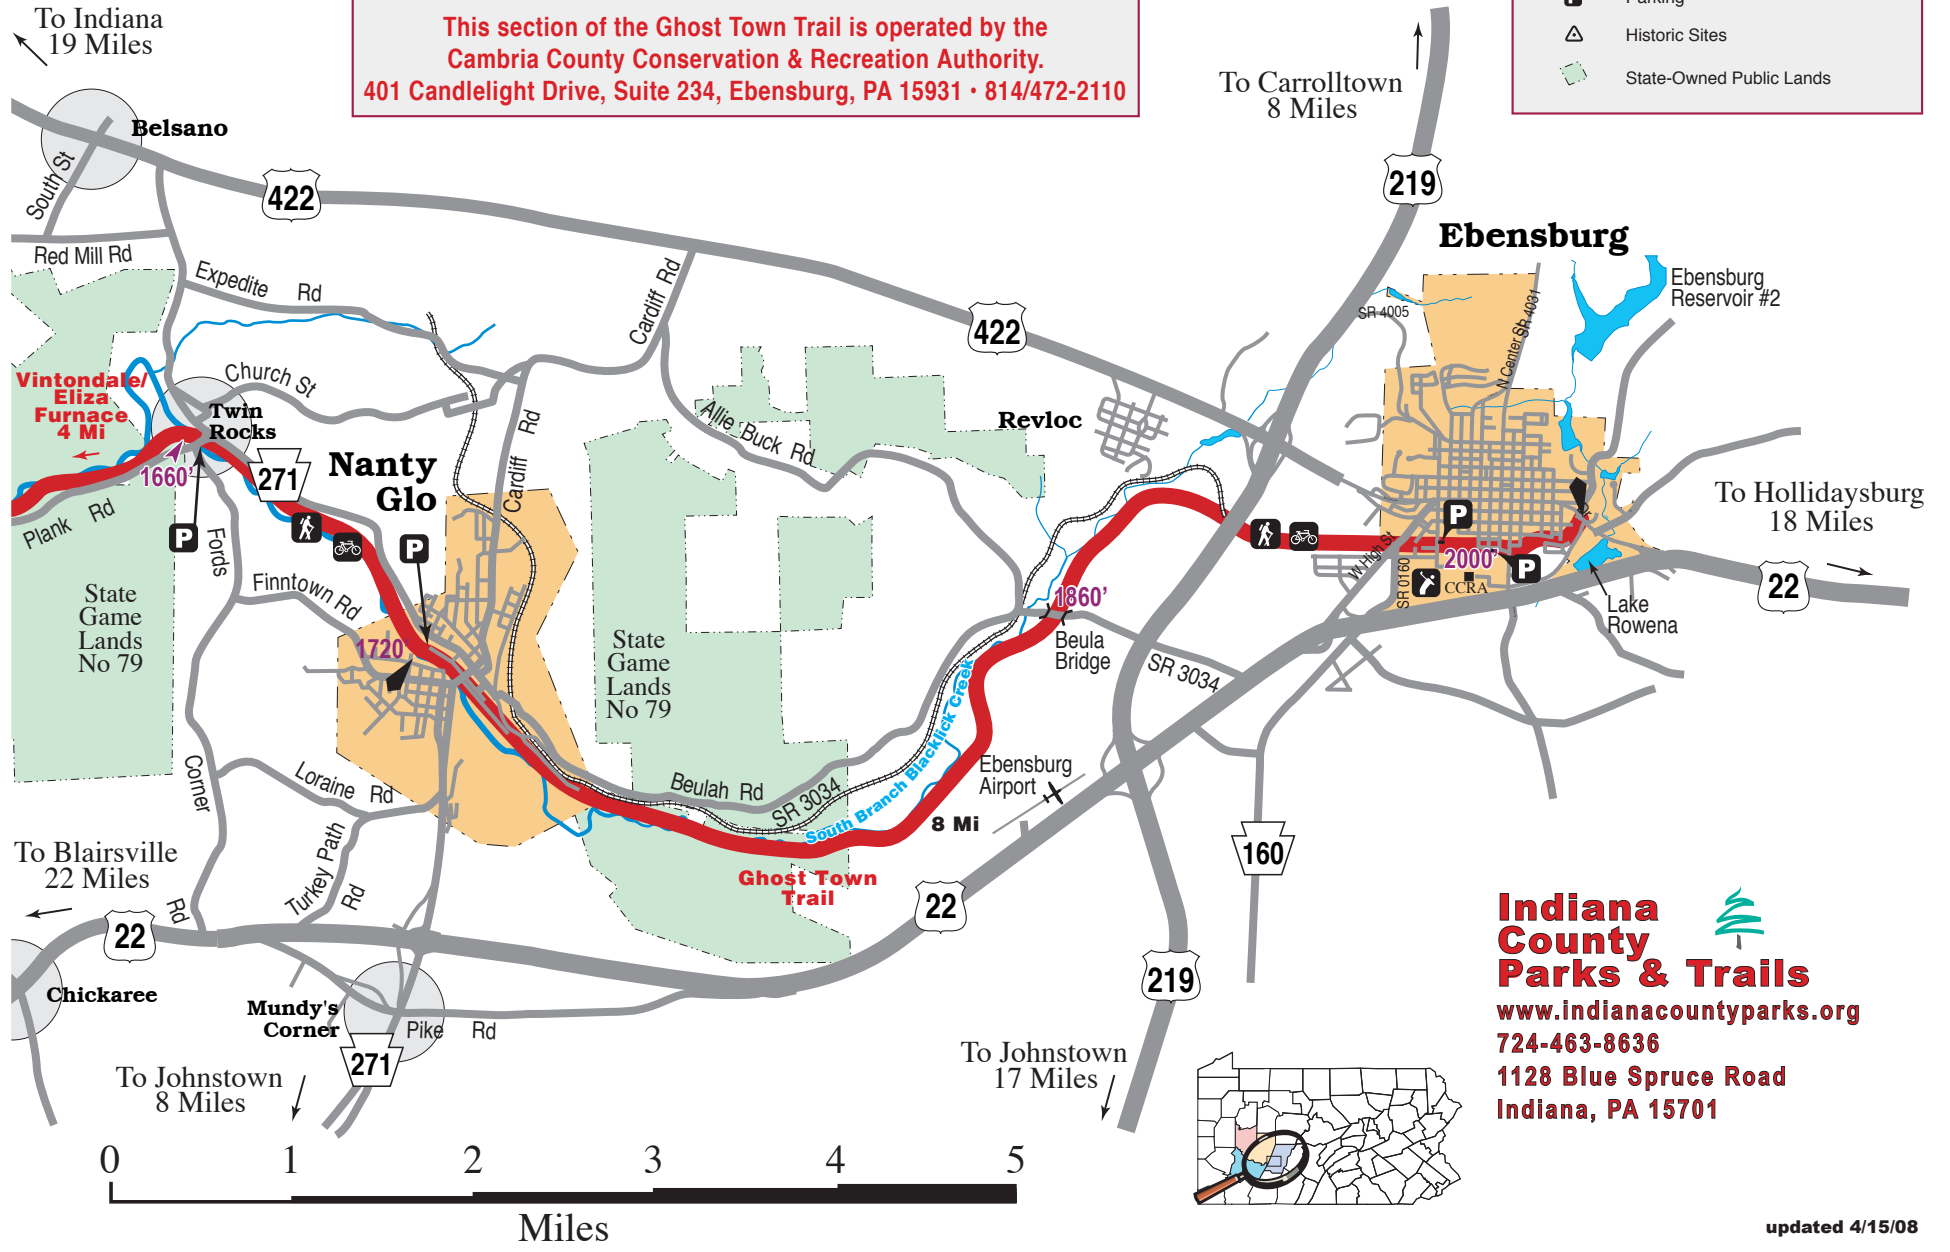 To Indiana
19 Miles
This section of the Ghost Town Trail is operated by the
Cambria County Conservation & Recreation Authority.
401 Candlelight Drive, Suite 234, Ebensburg, PA 15931 • 814/472-2110
To Carrolltown
8 Miles
Parking
Historic Sites
State-Owned Public Lands
Belsano
South St
422
219
Red Mill Rd
Expedite Rd
Cardiff Rd
422
Ebensburg
Ebensburg
Reservoir #2
SR 4005
N Center St
SR 4031
Vintondale/
Eliza
Furnace
4 Mi
Church St
Twin
Rocks
1660'
271
Nanty
Glo
Cardiff Rd
Allie Buck Rd
Revloc
To Hollidaysburg
18 Miles
Plank Rd
P
Fords
P
P
2000'
P
W High St
SR 0160
CCRA
22
Finntown Rd
State
Game
Lands
No 79
1720'
State
Game
Lands
No 79
1860'
Beula
Bridge
SR 3034
Lake
Rowena
South Branch Blacklick Creek
Corner
Loraine Rd
Beulah Rd
SR 3034
Ebensburg
Airport
8 Mi
Turkey Path
Rd
Rd
To Blairsville
22 Miles
22
Ghost Town
Trail
22
160
219
Chickaree
Mundy's
Corner
Pike Rd
271
To Johnstown
8 Miles
To Johnstown
17 Miles
Indiana
County
Parks & Trails
www.indianacountyparks.org
724-463-8636
1128 Blue Spruce Road
Indiana, PA 15701
0 1 2 3 4 5
Miles
updated 4/15/08